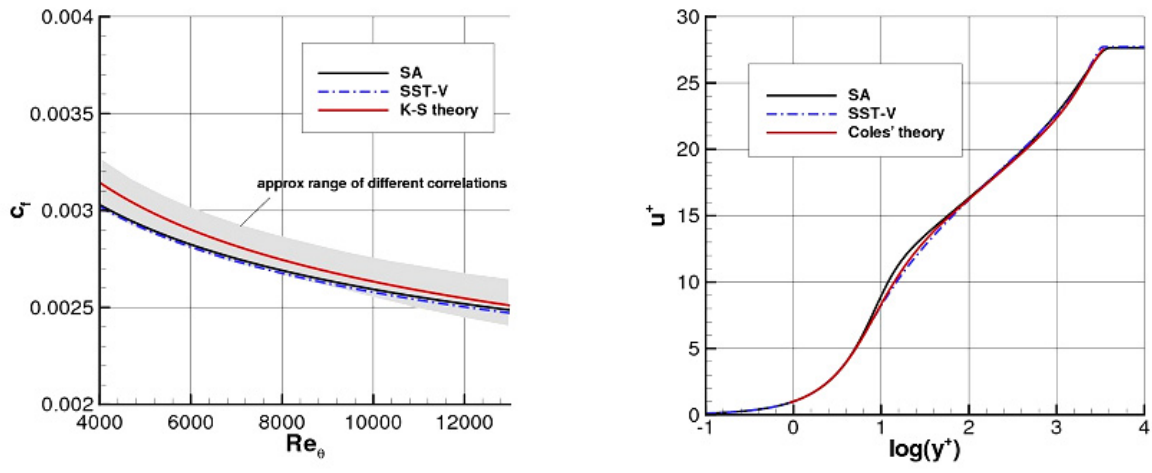 0.004
0.0035
0.003
0.0025
0.002
c_f
4000 6000 8000 10000 12000
Re_θ
SA
SST-V
K-S theory
approx range of different correlations
30
25
20
15
10
5
0
u⁺
-1 0 1 2 3 4
log(y⁺)
SA
SST-V
Coles' theory